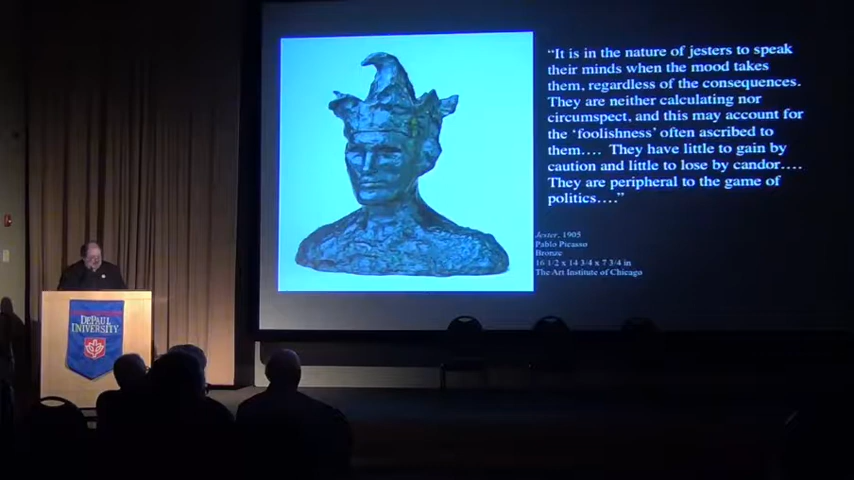 “It is in the nature of jesters to speak
their minds when the mood takes
them, regardless of the consequences.
They are neither calculating nor
circumspect, and this may account for
the ‘foolishness’ often ascribed to
them.... They have little to gain by
caution and little to lose by candor....
They are peripheral to the game of
politics....”
Jester, 1905
Pablo Picasso
Bronze
16 1/2 x 14 3/4 x 7 3/4 in
The Art Institute of Chicago
DEPAUL
UNIVERSITY